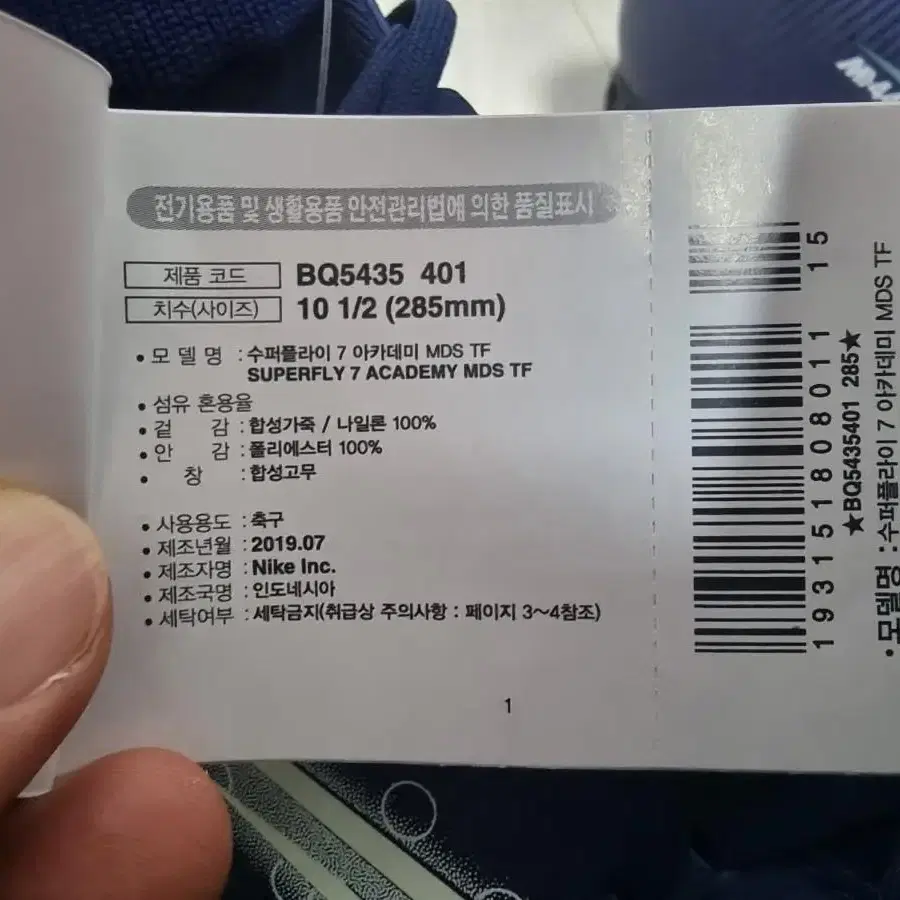 전기용품 및 생활용품 안전관리법에 의한 품질표시
제품 코드 BQ5435 401
치수(사이즈) 10 1/2 (285mm)
• 모 델 명 : 수퍼플라이 7 아카데미 MDS TF
SUPERFLY 7 ACADEMY MDS TF
• 섬유 혼용율
• 겉 감 : 합성가죽 / 나일론 100%
• 안 감 : 폴리에스터 100%
• 창 : 합성고무
• 사용용도 : 축구
• 제조년월 : 2019.07
• 제조자명 : Nike Inc.
• 제조국명 : 인도네시아
• 세탁여부 : 세탁금지(취급상 주의사항 : 페이지 3~4참조)
1
193151808011 15
★BQ5435401 285★
• 모델명 : 수퍼플라이 7 아카데미 MDS TF